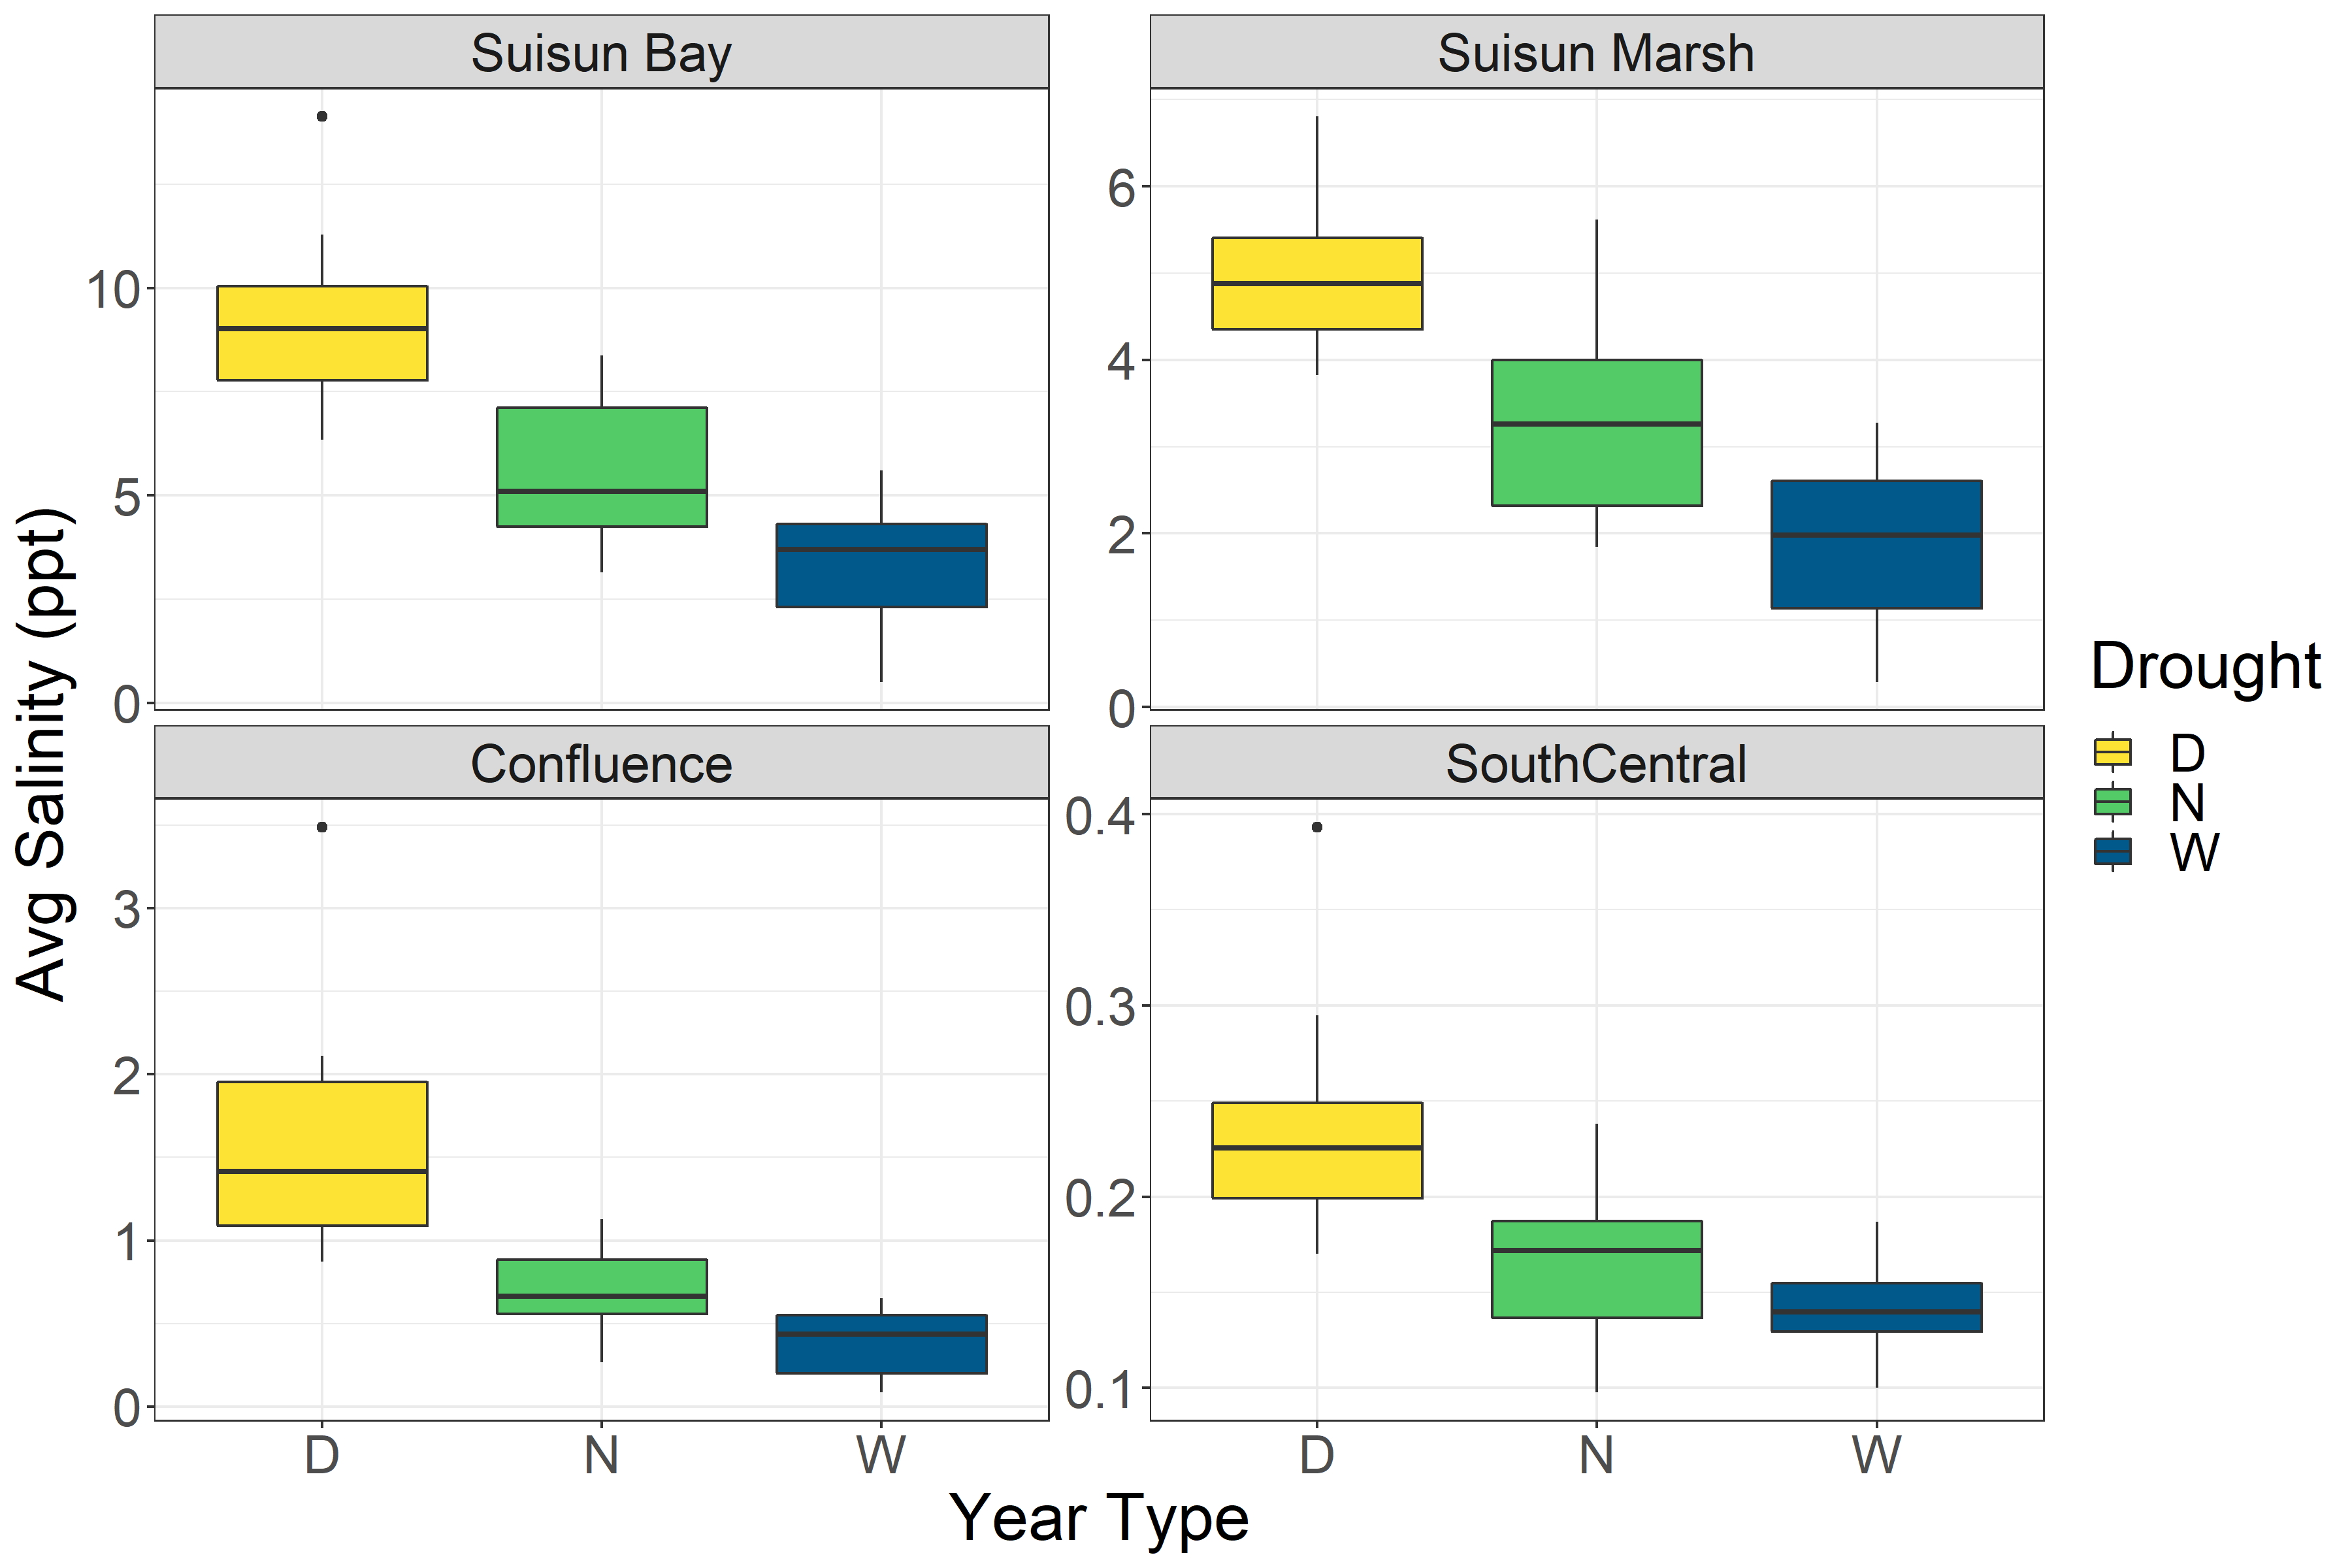 Suisun Bay
Suisun Marsh
10
5
0
6
4
2
0
Confluence
SouthCentral
3
2
1
0
0.4
0.3
0.2
0.1
D N W
D N W
Year Type
Avg Salinity (ppt)
Drought
D
N
W